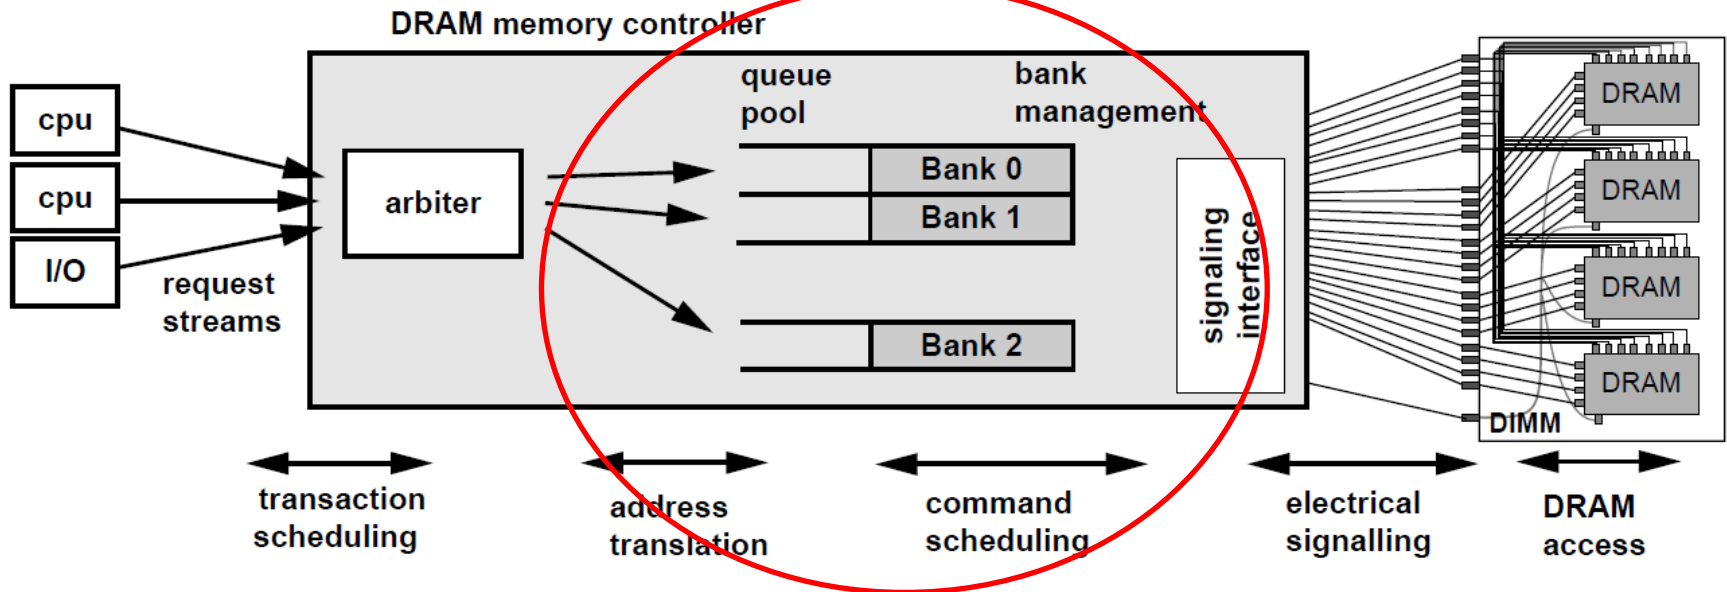 DRAM memory controller
cpu
cpu
I/O
request
streams
arbiter
queue
pool
bank
management
Bank 0
Bank 1
Bank 2
signaling
interface
DRAM
DRAM
DRAM
DRAM
DIMM
transaction
scheduling
address
translation
command
scheduling
electrical
signalling
DRAM
access